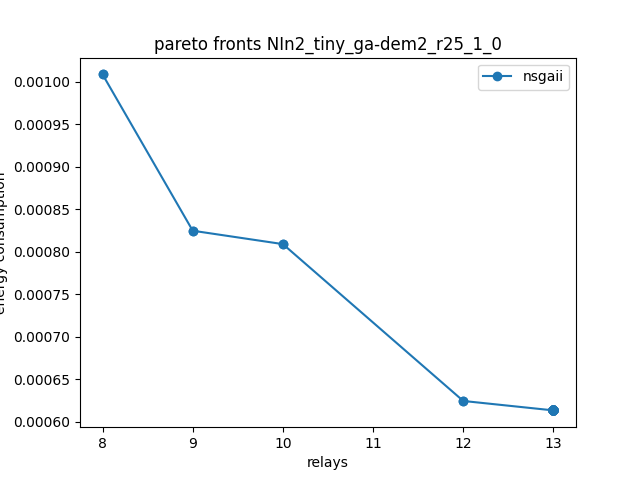 pareto fronts NIn2_tiny_ga-dem2_r25_1_0
nsgaii
0.00100
0.00095
0.00090
0.00085
0.00080
0.00075
0.00070
0.00065
0.00060
energy consumption
8 9 10 11 12 13
relays